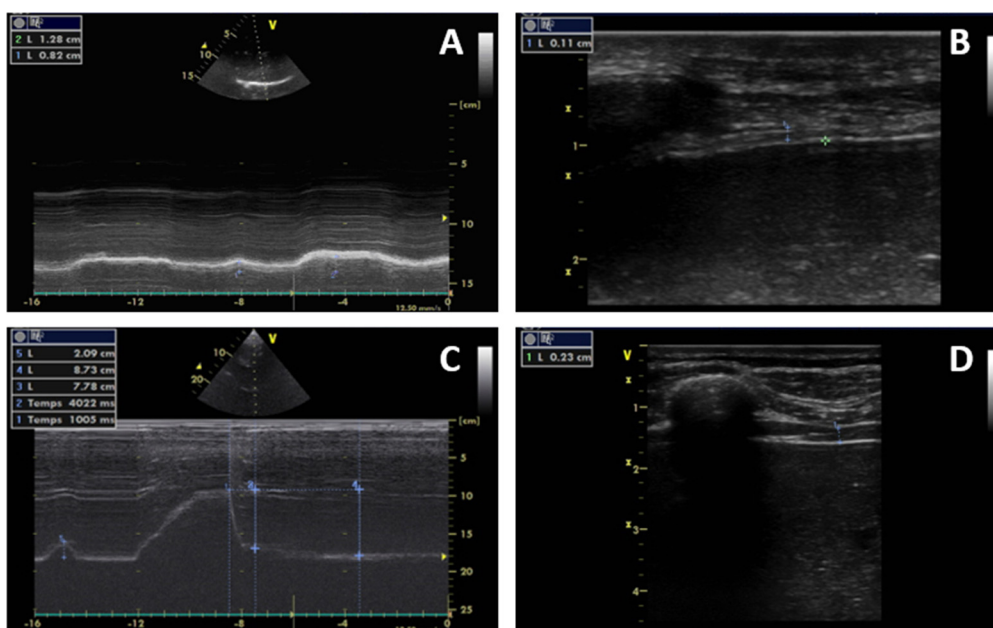 2 L 1.28 cm
1 L 0.82 cm
V
A
5
10
15
[cm]
5
10
15
-16
-12
-8
-4
0
12.50 mm/s
1 L 0.11 cm
B
1
2
5 L 2.09 cm
4 L 8.73 cm
3 L 7.78 cm
2 Temps 4022 ms
1 Temps 1005 ms
V
C
10
20
[cm]
5
10
15
20
25
-16
-12
-8
-4
0
1 L 0.23 cm
D
V
1
2
3
4